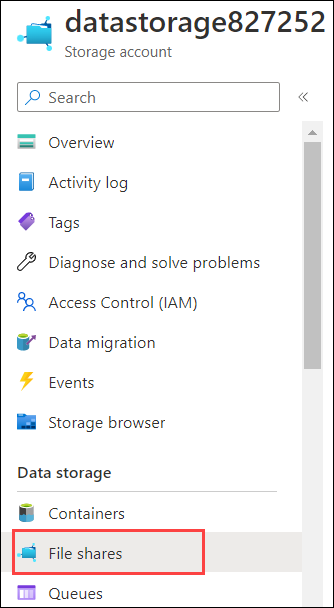 datastorage827252
Storage account
Search
Overview
Activity log
Tags
Diagnose and solve problems
Access Control (IAM)
Data migration
Events
Storage browser
Data storage
Containers
File shares
Queues